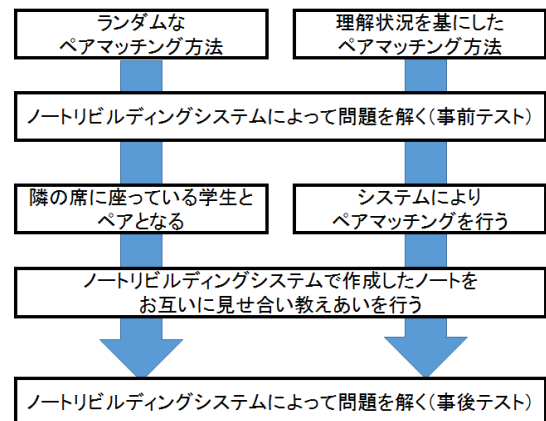 ランダムな
ペアマッチング方法
理解状況を基にした
ペアマッチング方法
ノートリビルディングシステムによって問題を解く(事前テスト)
隣の席に座っている学生と
ペアとなる
システムにより
ペアマッチングを行う
ノートリビルディングシステムで作成したノートを
お互いに見せ合い教えあいを行う
ノートリビルディングシステムによって問題を解く(事後テスト)